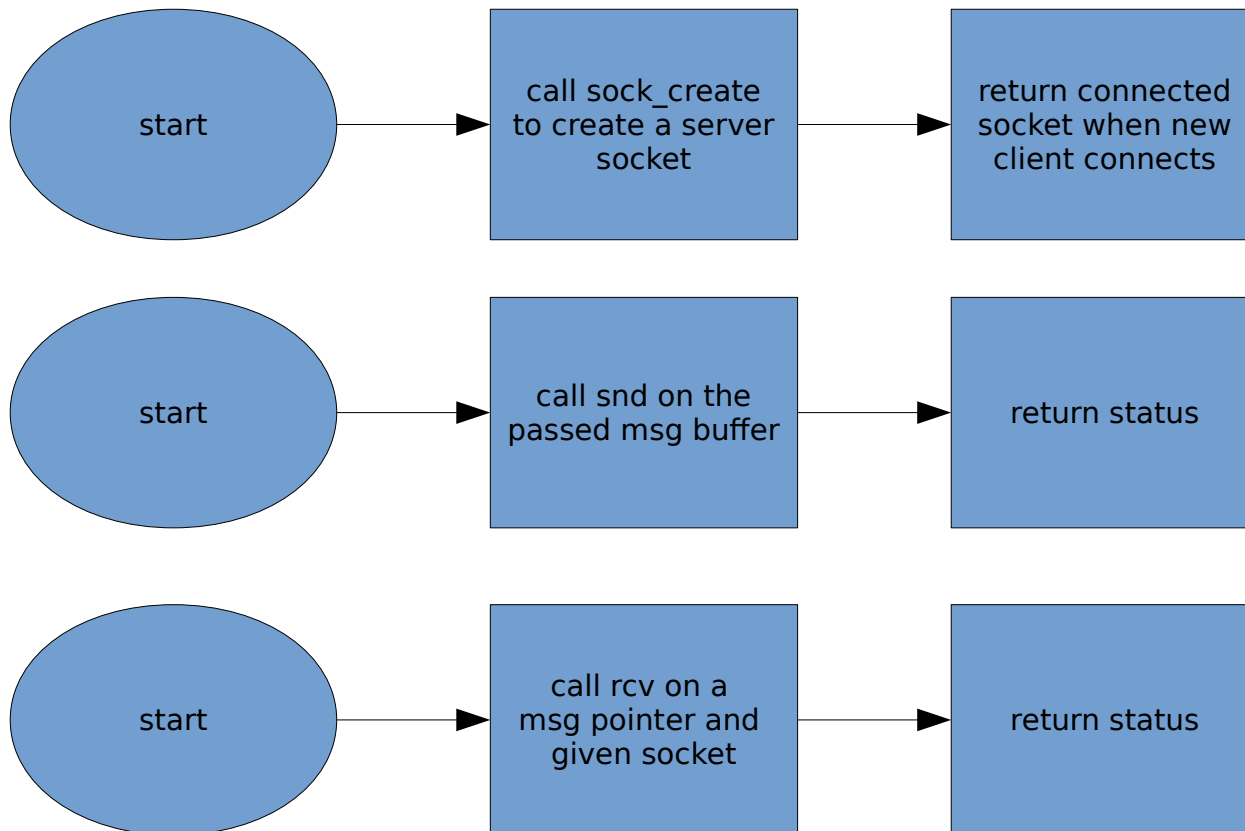 start
call sock_create
to create a server
socket
return connected
socket when new
client connects
start
call snd on the
passed msg buffer
return status
start
call rcv on a
msg pointer and
given socket
return status